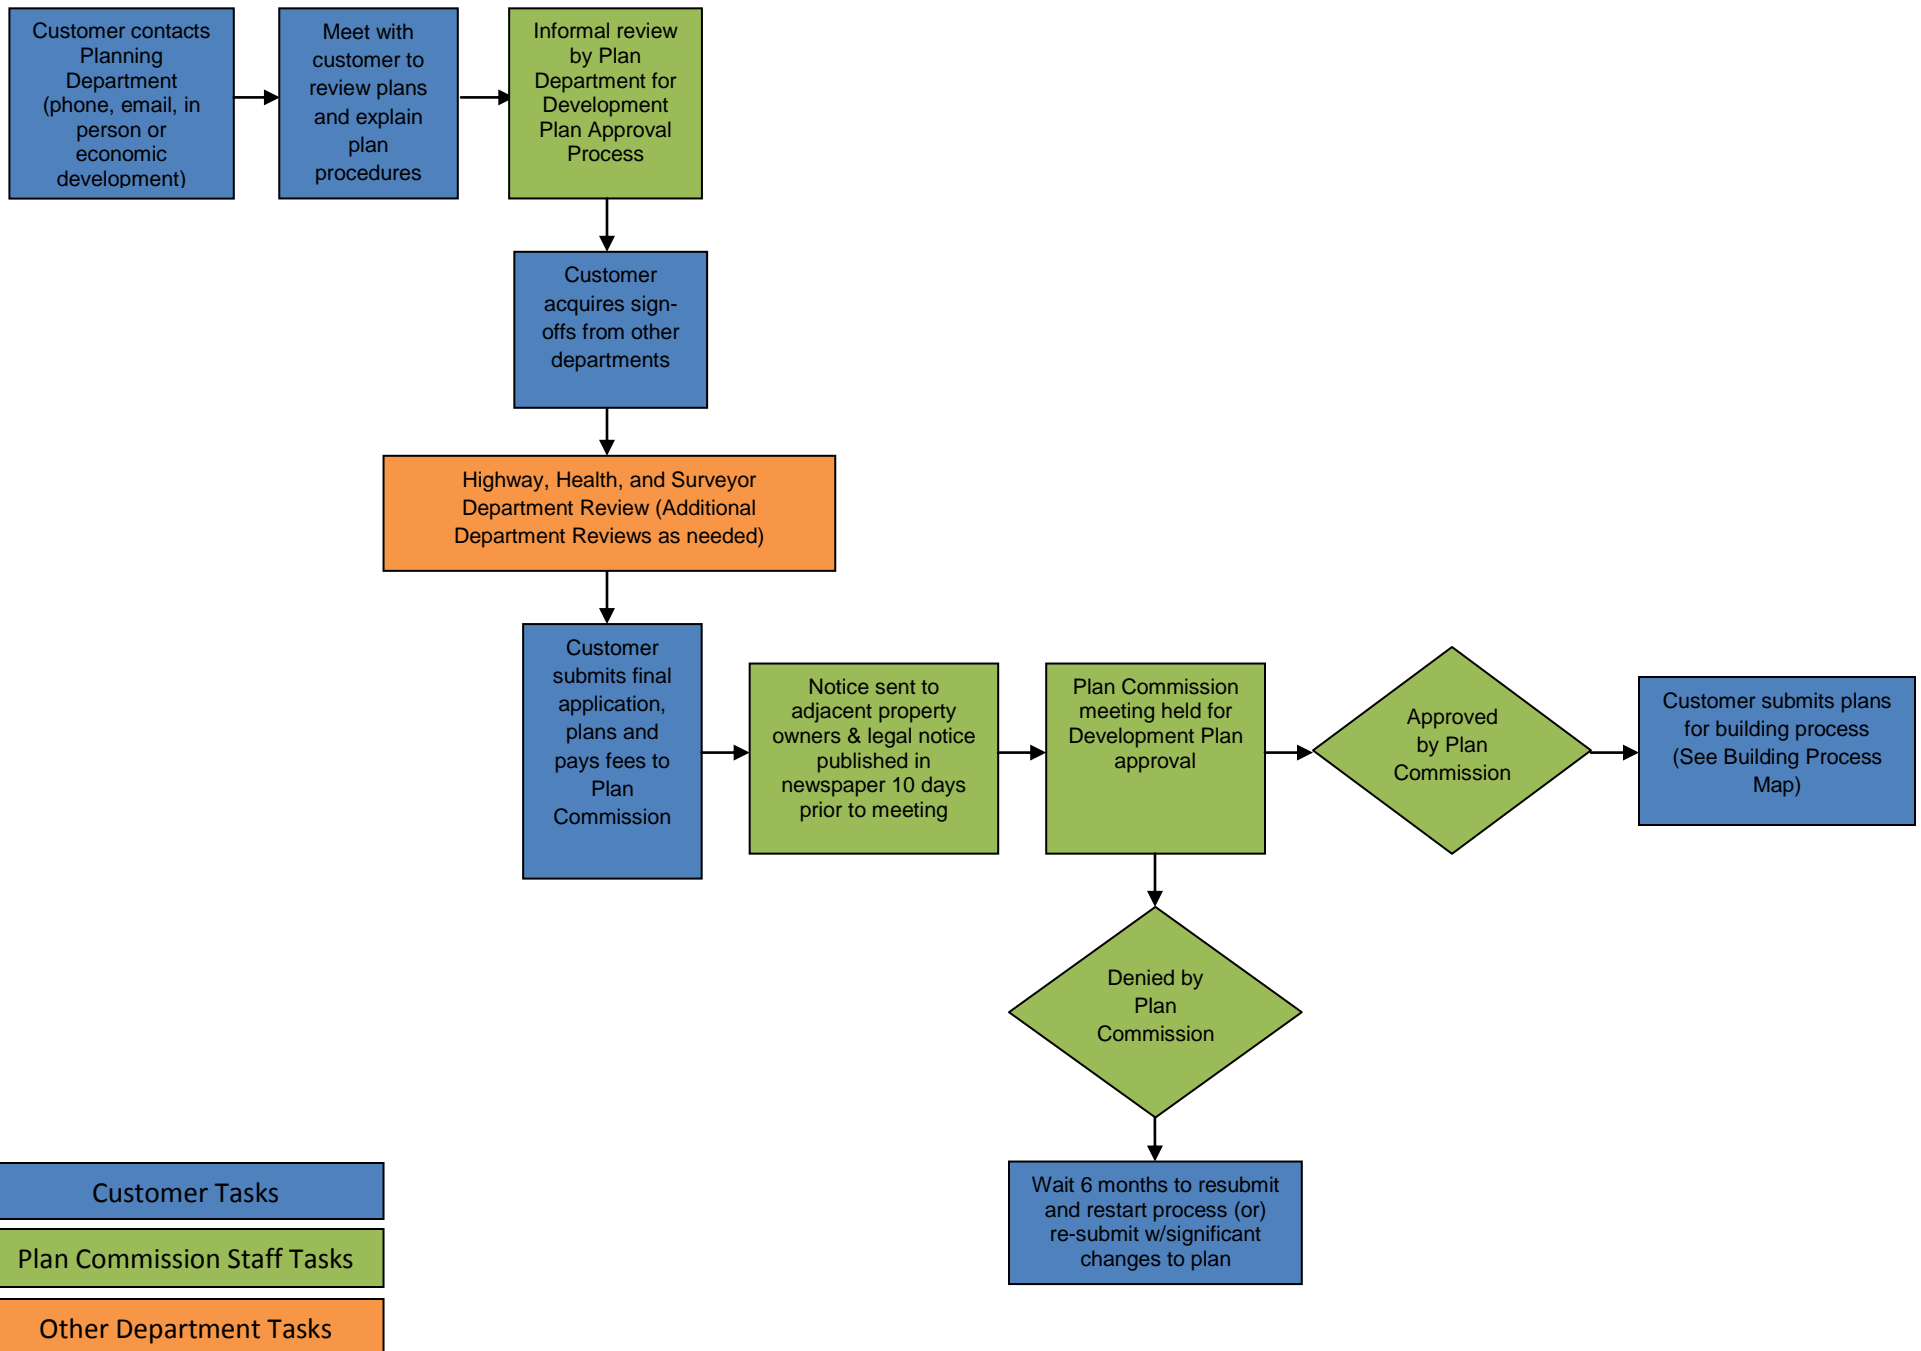 Customer contacts
Planning
Department
(phone, email, in
person or
economic
development)
Meet with
customer to
review plans
and explain
plan
procedures
Informal review
by Plan
Department for
Development
Plan Approval
Process
Customer
acquires sign-
offs from other
departments
Highway, Health, and Surveyor
Department Review (Additional
Department Reviews as needed)
Customer
submits final
application,
plans and
pays fees to
Plan
Commission
Notice sent to
adjacent property
owners & legal notice
published in
newspaper 10 days
prior to meeting
Plan Commission
meeting held for
Development Plan
approval
Approved
by Plan
Commission
Customer submits plans
for building process
(See Building Process
Map)
Denied by
Plan
Commission
Wait 6 months to resubmit
and restart process (or)
re-submit w/significant
changes to plan
Customer Tasks
Plan Commission Staff Tasks
Other Department Tasks